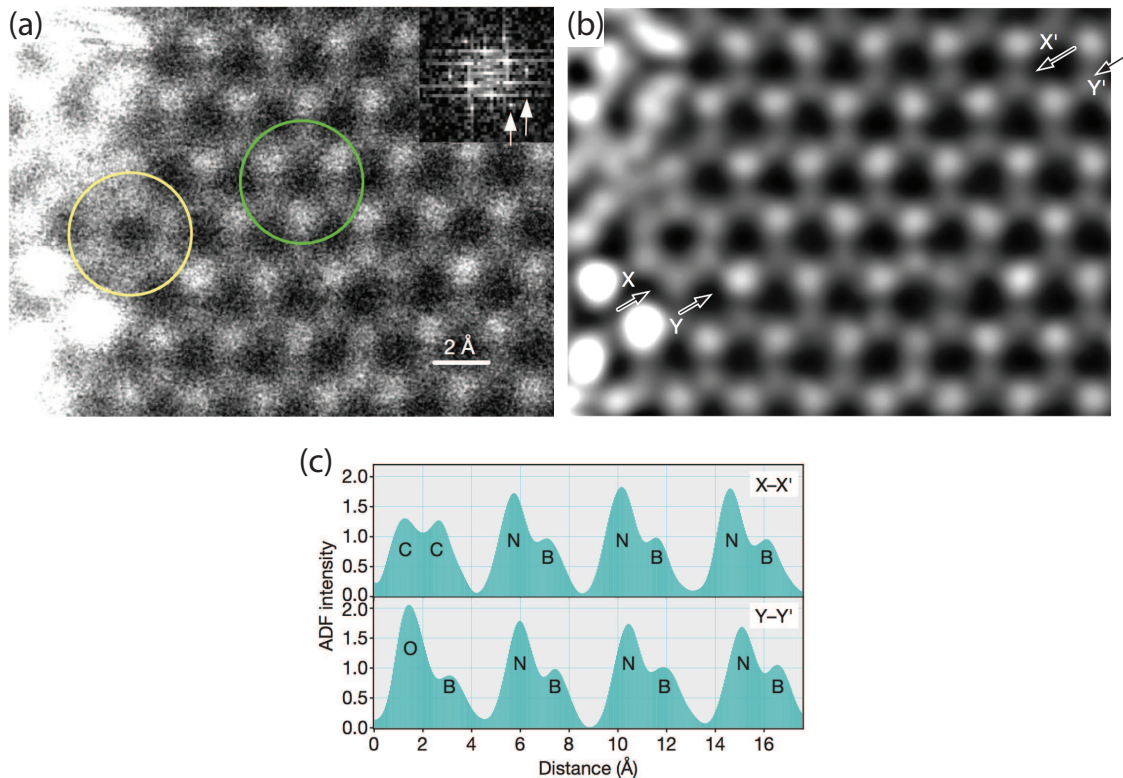 (a)
2 Å
(b)
X'
Y'
X
Y
(c)
ADF intensity
2.0
1.5
1.0
0.5
0.0
X–X'
C C N B N B N B
2.0
1.5
1.0
0.5
0.0
Y–Y'
O B N B N B N B
0 2 4 6 8 10 12 14 16
Distance (Å)